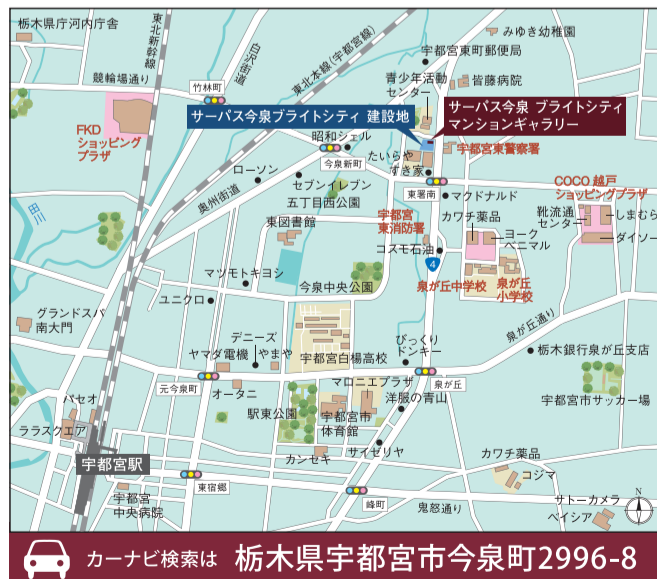 栃木県庁河内庁舎
東北新幹線
白沢街道
東北本線(宇都宮線)
みゆき幼稚園
宇都宮東町郵便局
競輪場通り
竹林町
青少年活動
センター
皆藤病院
サーパス今泉ブライトシティ 建設地
サーパス今泉 ブライトシティ
マンションギャラリー
FKD
ショッピング
プラザ
昭和シェル
今泉新町
たいらや
すき家
宇都宮東警察署
ローソン
セブンイレブン
東署南
マクドナルド
COCO 越戸
ショッピングプラザ
奥州街道
五丁目西公園
田川
東図書館
宇都宮
東消防署
カワチ薬品
靴流通
センター
しまむら
ダイソー
ヨーク
ベニマル
コスモ石油
4
マツモトキヨシ
今泉中央公園
泉が丘中学校
泉が丘
小学校
ユニクロ
グランドスパ
南大門
デニーズ
ヤマダ電機
やまや
宇都宮白楊高校
びっくり
ドンキー
泉が丘通り
栃木銀行泉が丘支店
元今泉町
オータニ
マロニエプラザ
泉が丘
洋服の青山
宇都宮市サッカー場
パセオ
ララスクエア
駅東公園
宇都宮市
体育館
宇都宮駅
カンセキ
サイゼリヤ
カワチ薬品
コジマ
東宿郷
宇都宮
中央病院
峰町
鬼怒通り
サトーカメラ
ベイシア
N
カーナビ検索は 栃木県宇都宮市今泉町2996-8